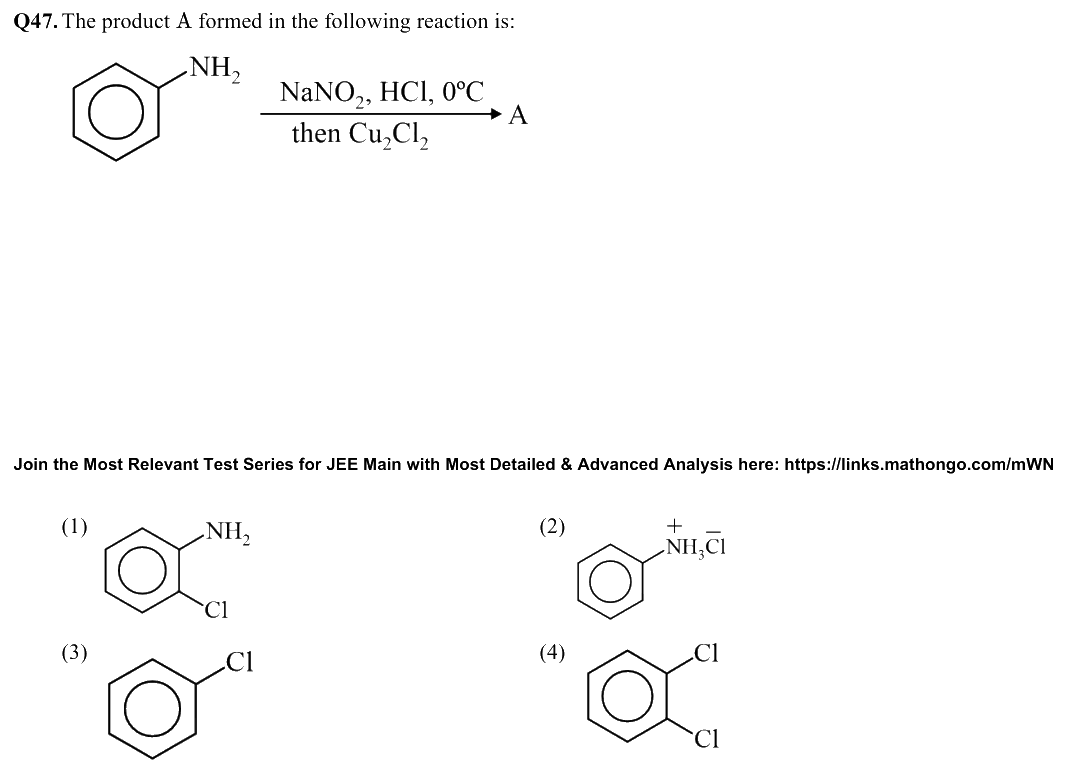 Q47. The product A formed in the following reaction is:
NH₂
NaNO₂, HCl, 0ºC
then Cu₂Cl₂
A
Join the Most Relevant Test Series for JEE Main with Most Detailed & Advanced Analysis here: https://links.mathongo.com/mWN
(1)
NH₂
Cl
(2)
+ –
NH₃Cl
(3)
Cl
(4)
Cl
Cl